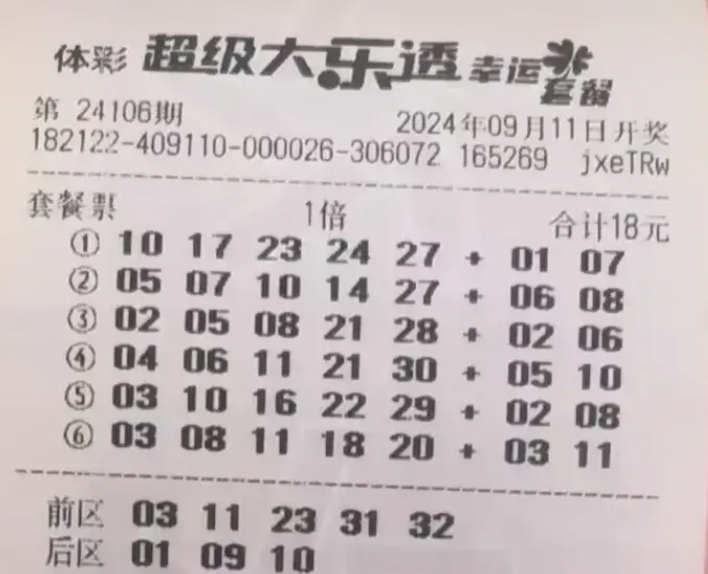 体彩 超级大乐透 幸运套餐
第 24106期 2024年09月11日开奖
182122-409110-000026-306072 165269 jxeTRw
套餐票 1倍 合计18元
① 10 17 23 24 27 + 01 07
② 05 07 10 14 27 + 06 08
③ 02 05 08 21 28 + 02 06
④ 04 06 11 21 30 + 05 10
⑤ 03 10 16 22 29 + 02 08
⑥ 03 08 11 18 20 + 03 11
前区 03 11 23 31 32
后区 01 09 10